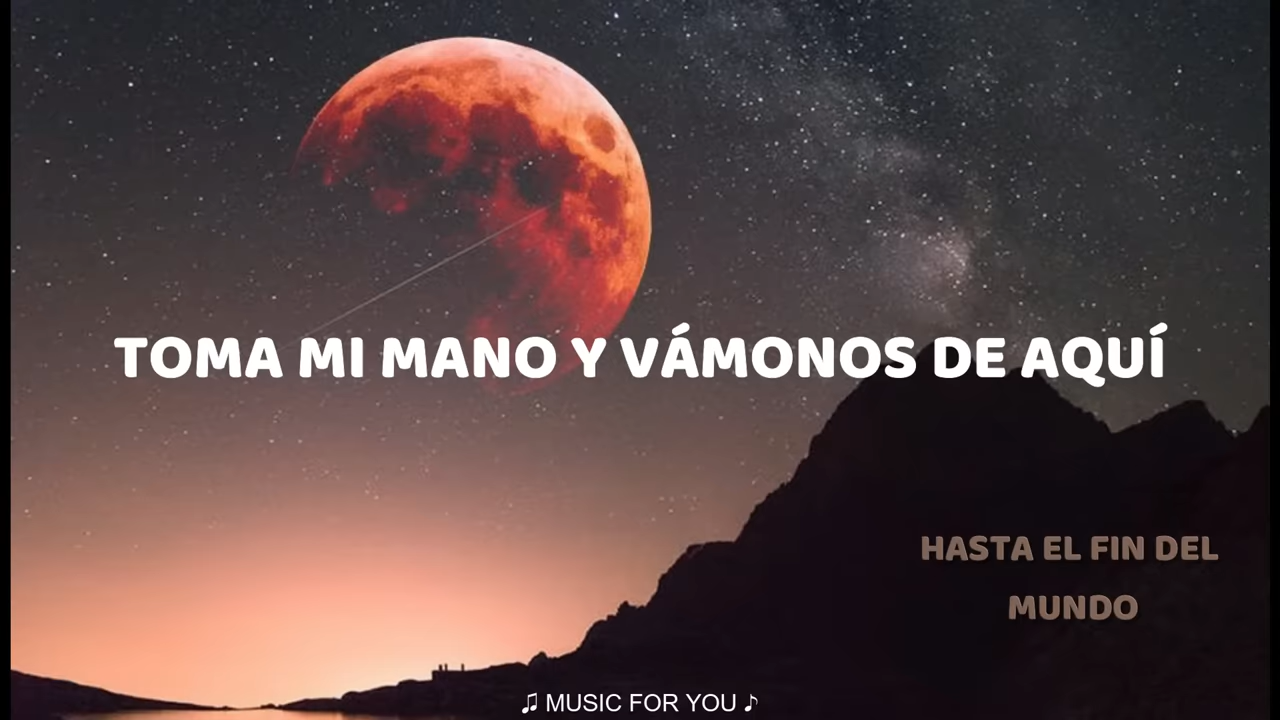 TOMA MI MANO Y VÁMONOS DE AQUÍ
HASTA EL FIN DEL
MUNDO
♫ MUSIC FOR YOU ♪